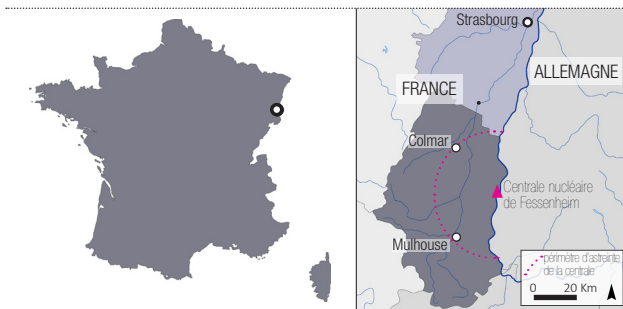 Strasbourg
ALLEMAGNE
FRANCE
Colmar
Centrale nucléaire
de Fessenheim
Mulhouse
périmètre d'astreinte
de la centrale
0 20 Km